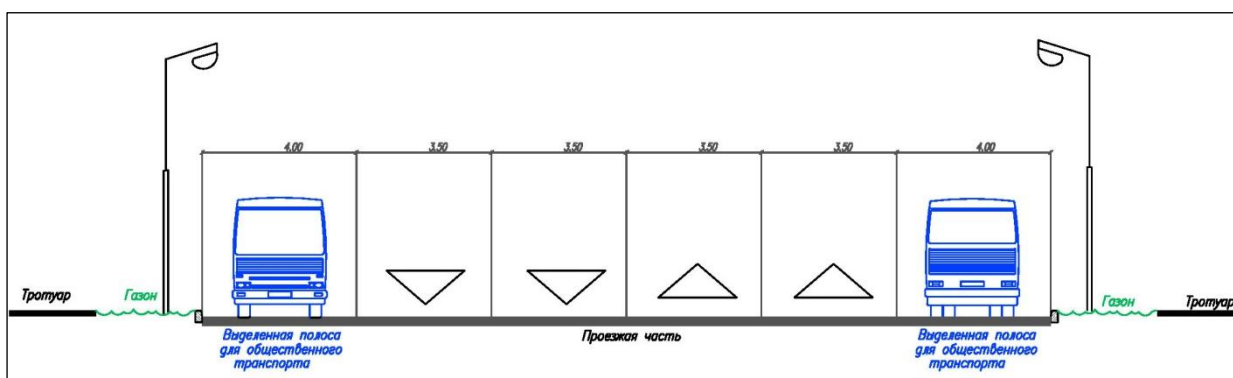 4.00 3.50 3.50 3.50 3.50 4.00
Тротуар Газон Газон Тротуар
Выделенная полоса
для общественного
транспорта
Проезжая часть
Выделенная полоса
для общественного
транспорта